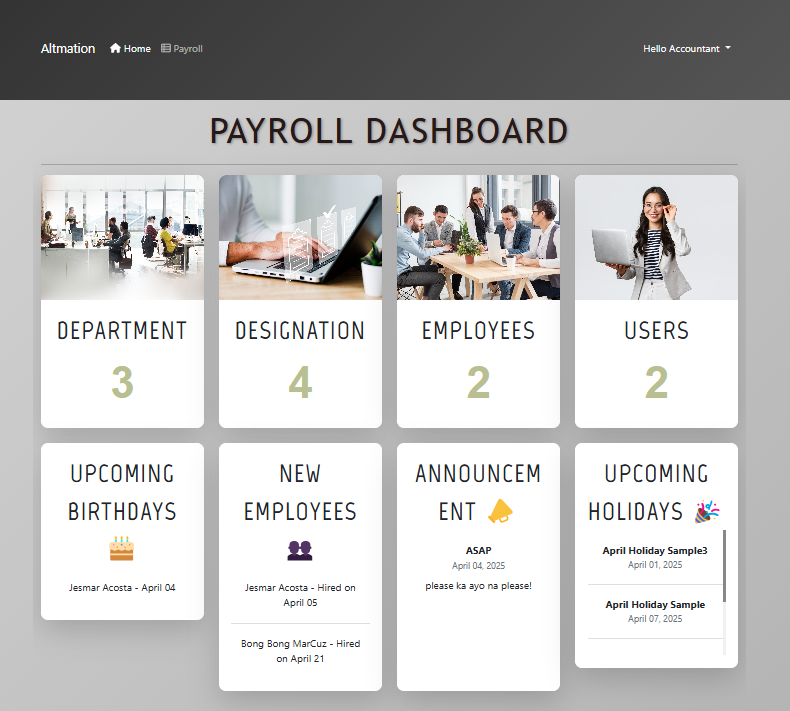 Altmation Home Payroll Hello Accountant
PAYROLL DASHBOARD
DEPARTMENT
3
DESIGNATION
4
EMPLOYEES
2
USERS
2
UPCOMING
BIRTHDAYS
🎂
Jesmar Acosta - April 04
NEW
EMPLOYEES
👥
Jesmar Acosta - Hired on
April 05
Bong Bong MarCuz - Hired
on April 21
ANNOUNCEM
ENT 📣
ASAP
April 04, 2025
please ka ayo na please!
UPCOMING
HOLIDAYS 🎉
April Holiday Sample3
April 01, 2025
April Holiday Sample
April 07, 2025